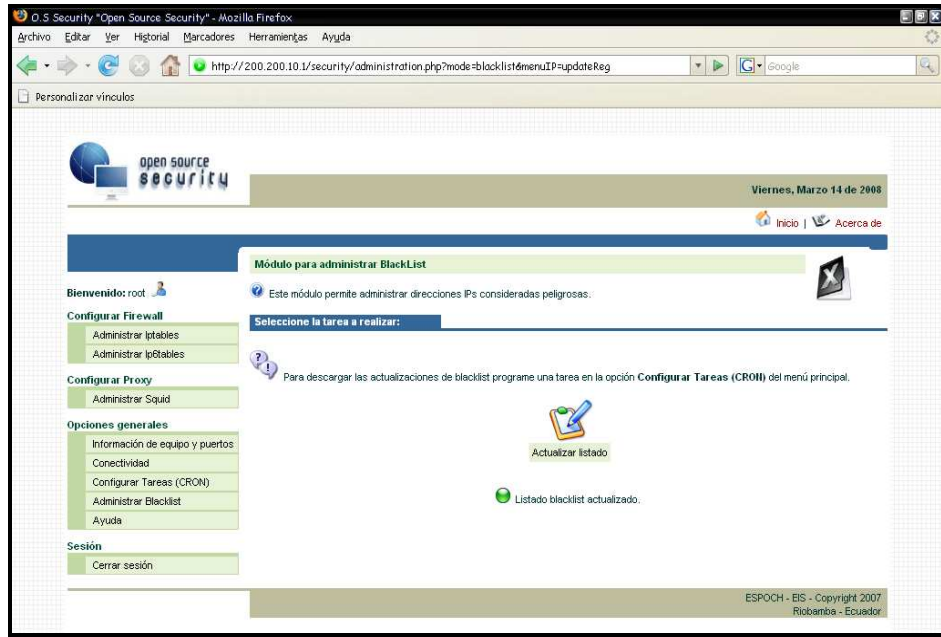 O.S Security "Open Source Security" - Mozilla Firefox
Archivo Editar Ver Historial Marcadores Herramientas Ayuda
http://200.200.10.1/security/administration.php?mode=blacklist&menuIP=updateReg
G Google
Personalizar vínculos
open source
security
Viernes, Marzo 14 de 2008
Inicio | Acerca de
Módulo para administrar BlackList
Bienvenido: root
Este módulo permite administrar direcciones IPs consideradas peligrosas.
Configurar Firewall
Administrar Iptables
Administrar Ip6tables
Configurar Proxy
Administrar Squid
Opciones generales
Información de equipo y puertos
Conectividad
Configurar Tareas (CRON)
Administrar Blacklist
Ayuda
Sesión
Cerrar sesión
Seleccione la tarea a realizar:
Para descargar las actualizaciones de blacklist programe una tarea en la opción Configurar Tareas (CRON) del menú principal.
Actualizar listado
Listado blacklist actualizado.
ESPOCH - EIS - Copyright 2007
Riobamba - Ecuador